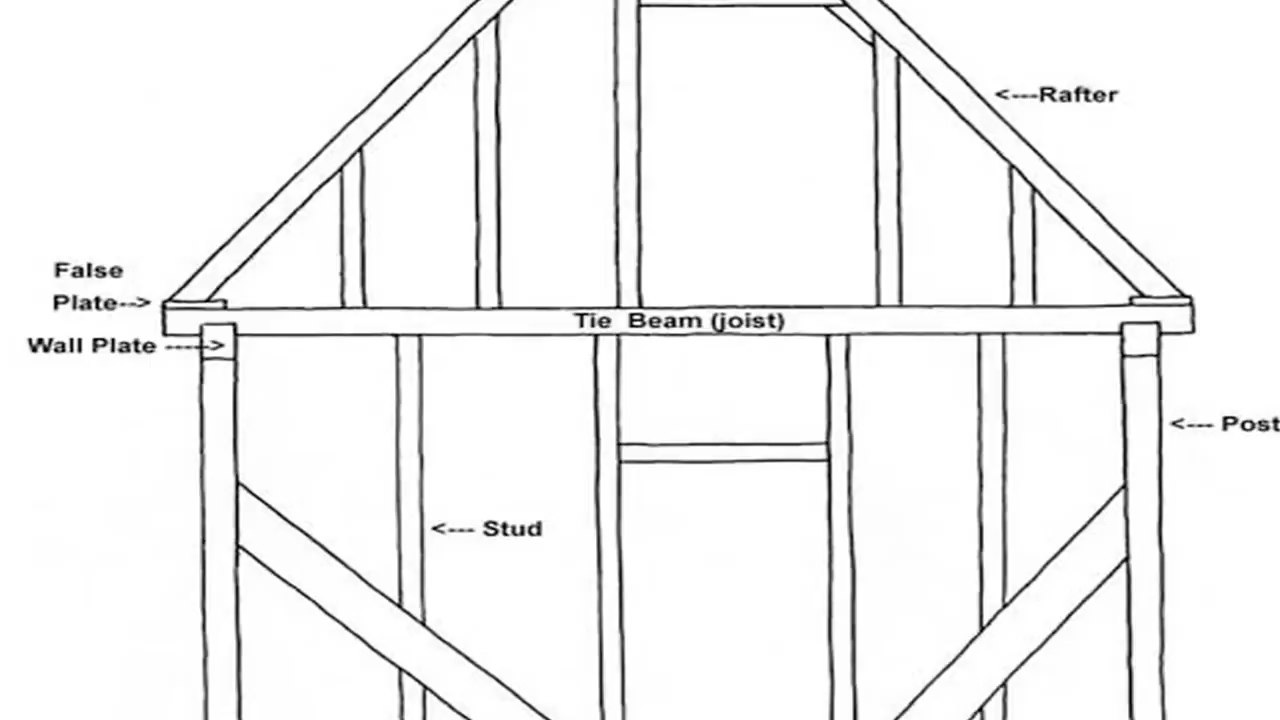 <---Rafter
False
Plate-->
Tie Beam (joist)
Wall Plate ---->
<--- Post
<--- Stud